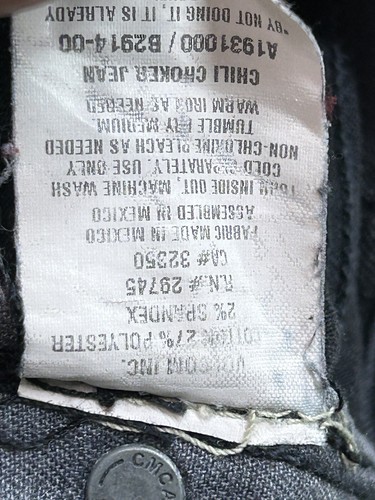 VOLCOM INC.
COTTON 27% POLYESTER
2% SPANDEX
R.N.# 29745
CA# 32350
FABRIC MADE IN MEXICO
ASSEMBLED IN MEXICO
TURN INSIDE OUT, MACHINE WASH
COLD SEPARATELY. USE ONLY
NON-CHLORINE BLEACH AS NEEDED
TUMBLE DRY MEDIUM.
WARM IRON AS NEEDED
CHILI CHOKER JEAN
A1931000 / B2914-00
"BY NOT DOING IT, IT IS ALREADY
CMCA